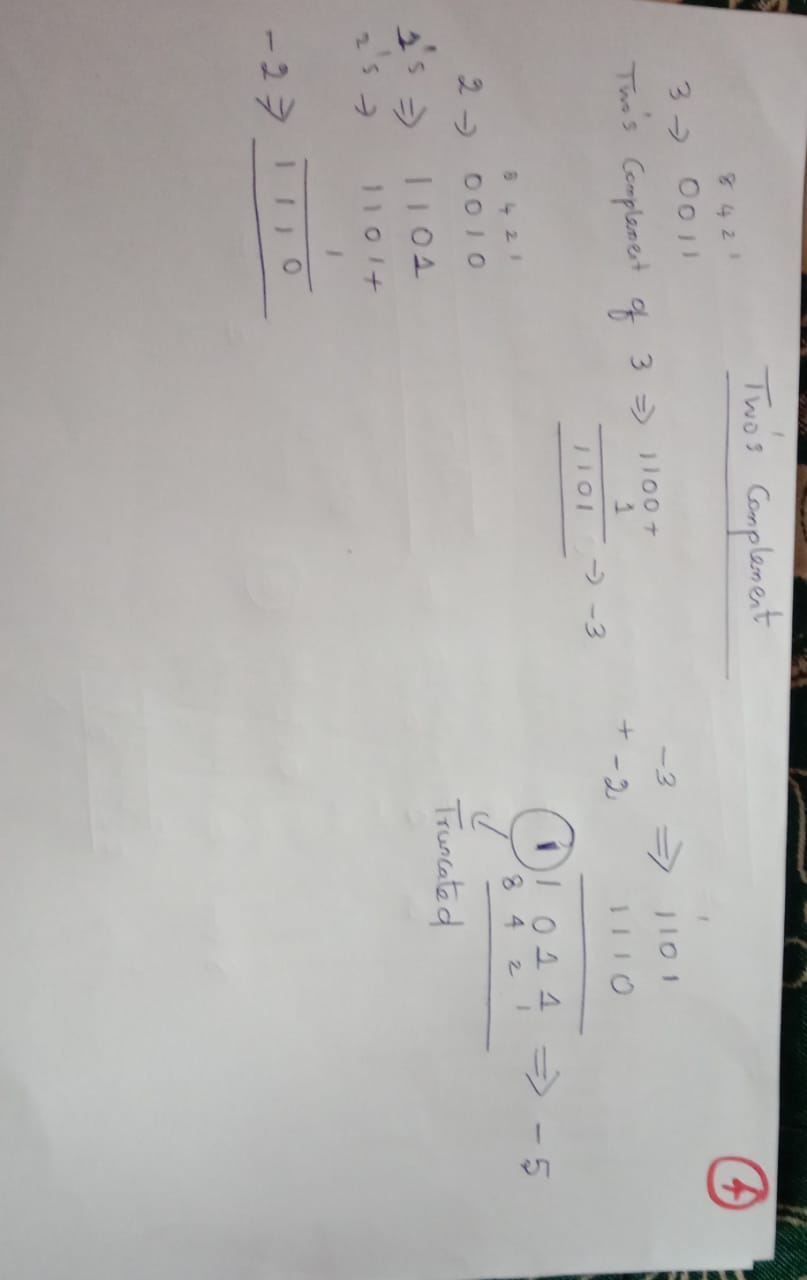 Two's Complement
8 4 2 1
3 → 0 0 1 1
Two's Complement of 3 ⇒ 1 1 0 0 +
1
1 1 0 1 → -3
8 4 2 1
2 → 0 0 1 0
1's ⇒ 1 1 0 1
2's → 1 1 0 1 +
1
-2 ⇒ 1 1 1 0
1
-3 ⇒ 1 1 0 1
+ -2 1 1 1 0
1 1 0 1 1 ⇒ -5
8 4 2 1
Truncated